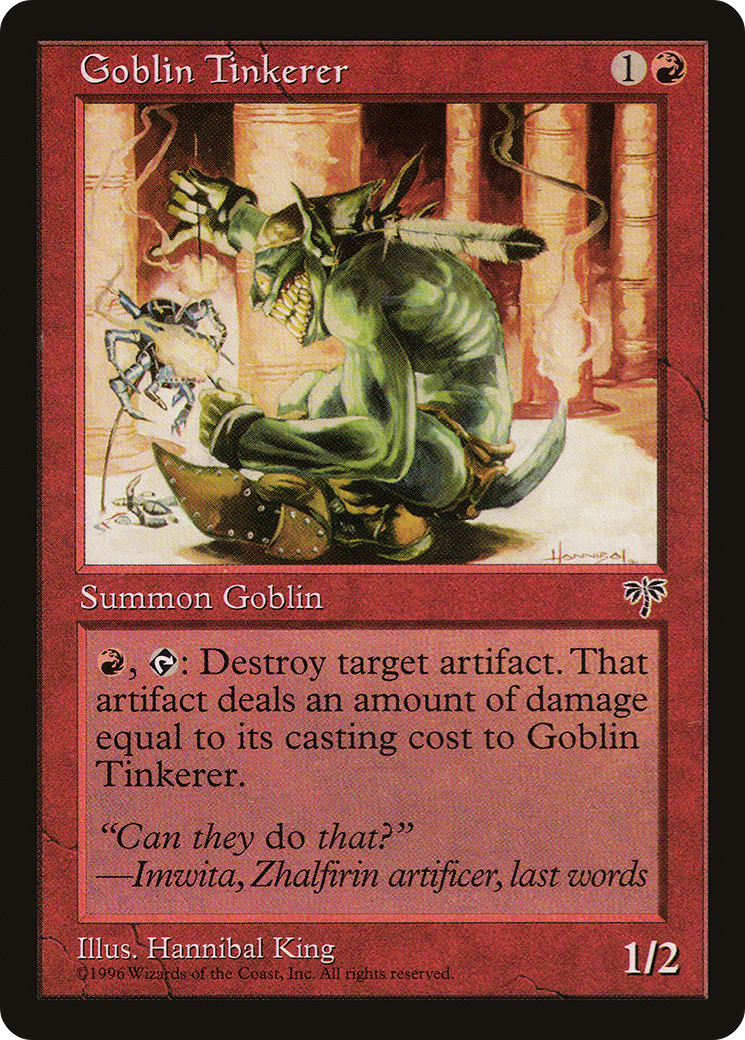 Goblin Tinkerer
1
HANNIBAL
Summon Goblin
, : Destroy target artifact. That
artifact deals an amount of damage
equal to its casting cost to Goblin
Tinkerer.
“Can they do that?”
—Imwita, Zhalfirin artificer, last words
Illus. Hannibal King
©1996 Wizards of the Coast, Inc. All rights reserved.
1/2